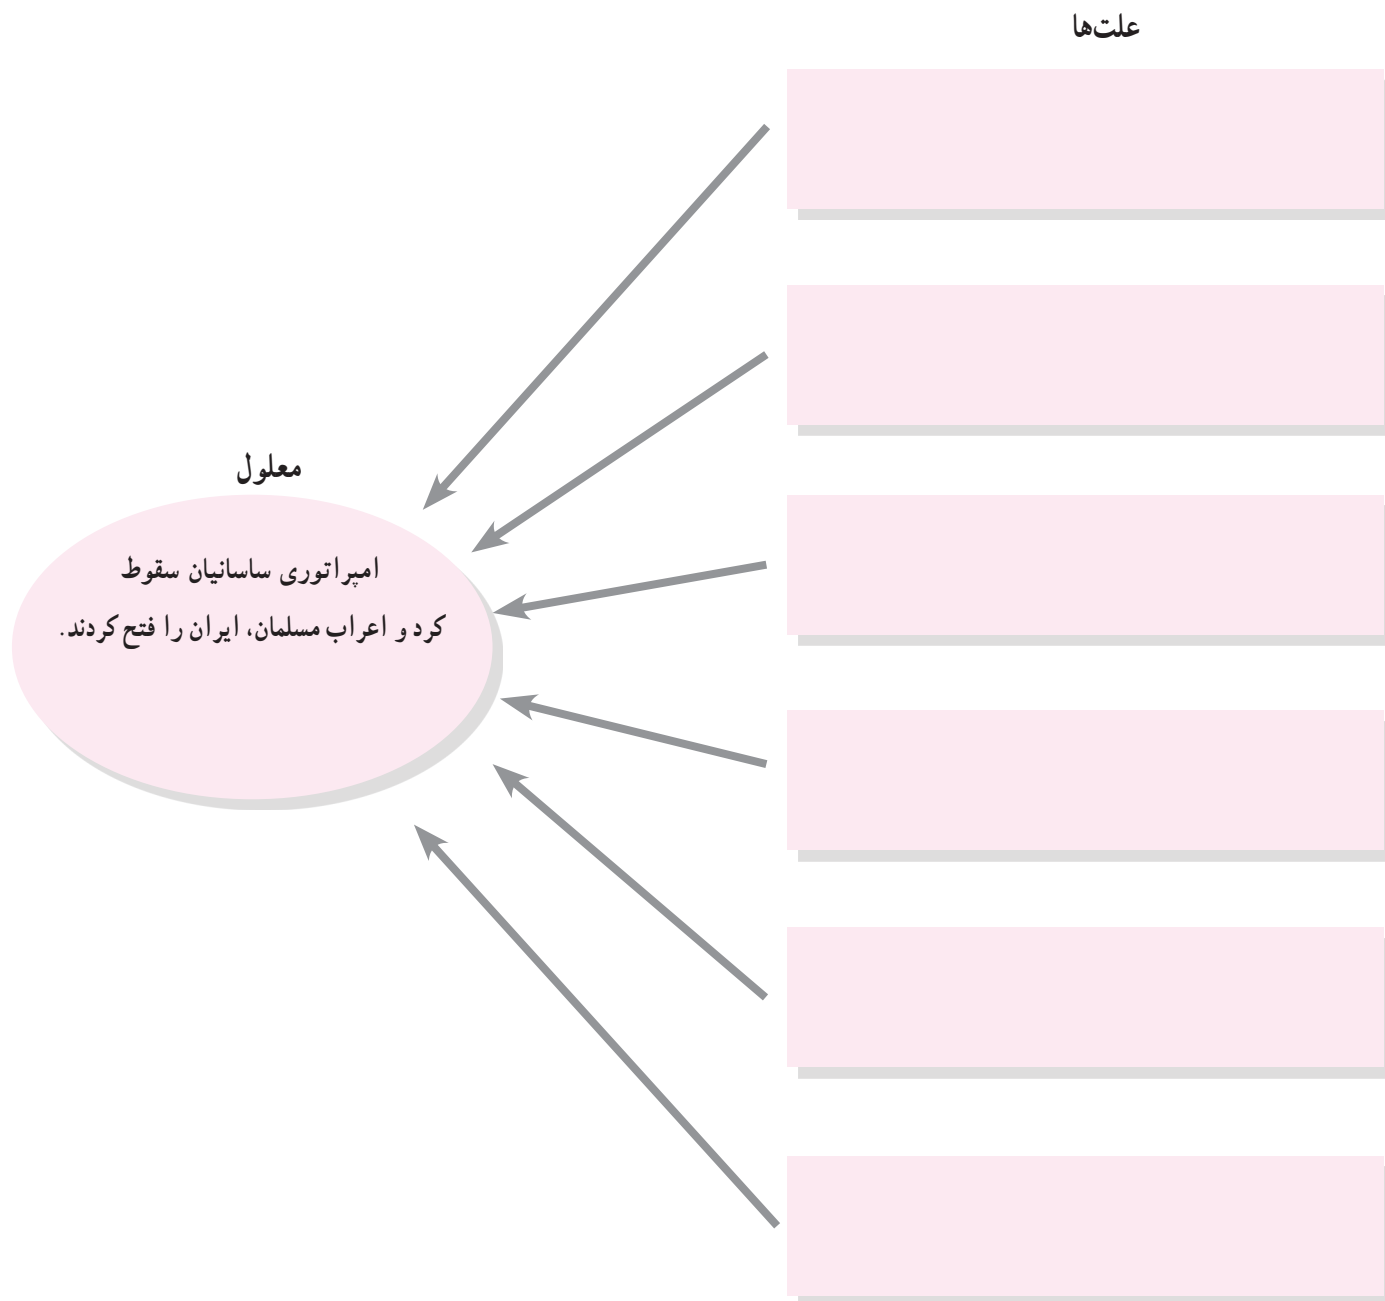 علت‌ها
معلول
امپراتوری ساسانیان سقوط
کرد و اعراب مسلمان، ایران را فتح کردند.